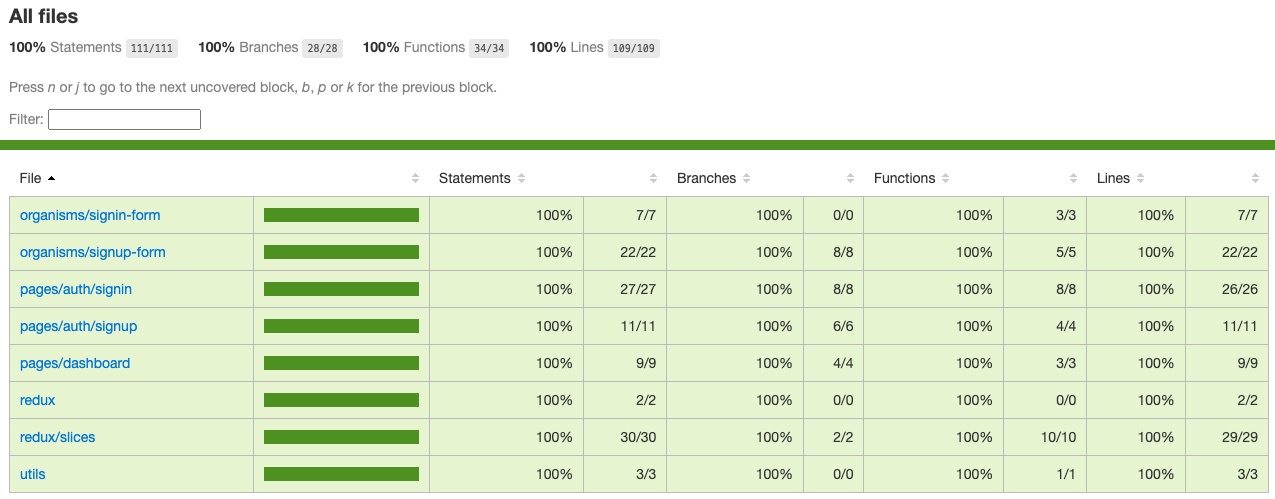 All files
100% Statements 111/111 100% Branches 28/28 100% Functions 34/34 100% Lines 109/109
Press n or j to go to the next uncovered block, b, p or k for the previous block.
Filter:
File Statements Branches Functions Lines
organisms/signin-form 100% 7/7 100% 0/0 100% 3/3 100% 7/7
organisms/signup-form 100% 22/22 100% 8/8 100% 5/5 100% 22/22
pages/auth/signin 100% 27/27 100% 8/8 100% 8/8 100% 26/26
pages/auth/signup 100% 11/11 100% 6/6 100% 4/4 100% 11/11
pages/dashboard 100% 9/9 100% 4/4 100% 3/3 100% 9/9
redux 100% 2/2 100% 0/0 100% 0/0 100% 2/2
redux/slices 100% 30/30 100% 2/2 100% 10/10 100% 29/29
utils 100% 3/3 100% 0/0 100% 1/1 100% 3/3